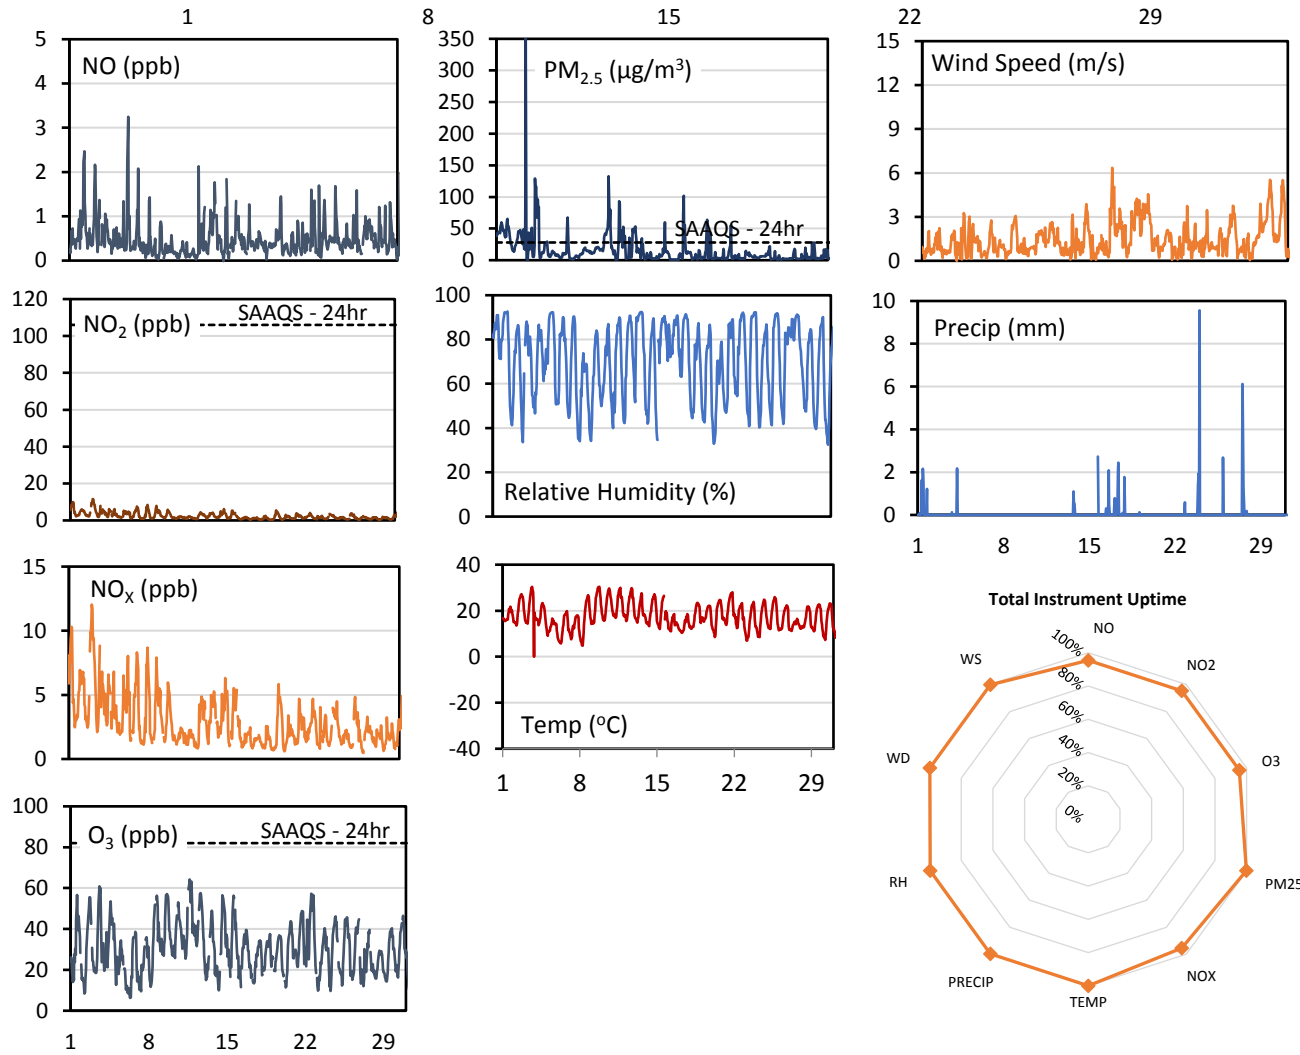 1 8 15 22 29
5
4
3
2
1
0
NO (ppb)
350
300
250
200
150
100
50
0
PM2.5 (µg/m³)
SAAQS - 24hr
15
12
9
6
3
0
Wind Speed (m/s)
120
100
80
60
40
20
0
NO2 (ppb)
SAAQS - 24hr
100
80
60
40
20
0
Relative Humidity (%)
10
8
6
4
2
0
Precip (mm)
1 8 15 22 29
15
10
5
0
NOX (ppb)
40
20
0
-20
-40
Temp (°C)
1 8 15 22 29
100
80
60
40
20
0
O3 (ppb)
SAAQS - 24hr
1 8 15 22 29
Total Instrument Uptime
NO
NO2
O3
PM25
NOX
TEMP
PRECIP
RH
WD
WS
100%
80%
60%
40%
20%
0%